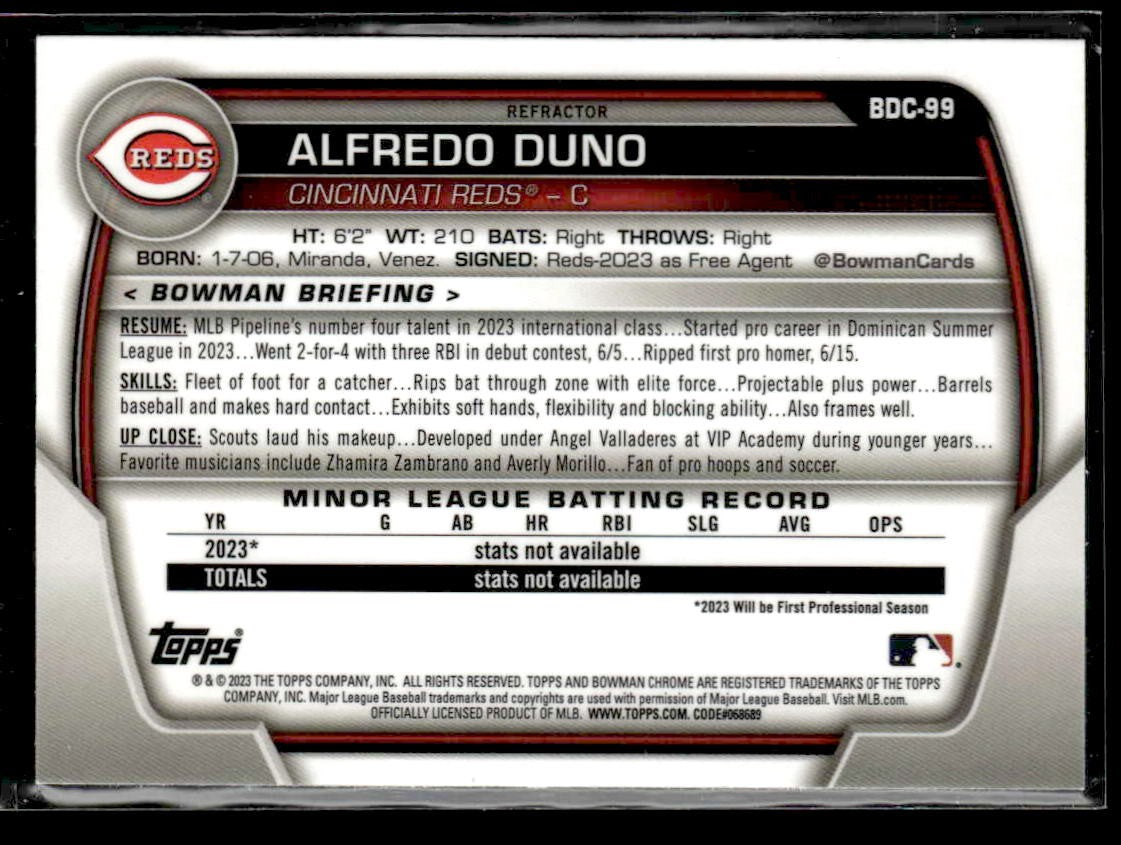 REFRACTOR
BDC-99
REDS
ALFREDO DUNO
CINCINNATI REDS® – C
HT: 6'2" WT: 210 BATS: Right THROWS: Right
BORN: 1-7-06, Miranda, Venez. SIGNED: Reds-2023 as Free Agent @BowmanCards
< BOWMAN BRIEFING >
RESUME: MLB Pipeline's number four talent in 2023 international class...Started pro career in Dominican Summer
League in 2023...Went 2-for-4 with three RBI in debut contest, 6/5...Ripped first pro homer, 6/15.
SKILLS: Fleet of foot for a catcher...Rips bat through zone with elite force...Projectable plus power...Barrels
baseball and makes hard contact...Exhibits soft hands, flexibility and blocking ability...Also frames well.
UP CLOSE: Scouts laud his makeup...Developed under Angel Valladeres at VIP Academy during younger years...
Favorite musicians include Zhamira Zambrano and Averly Morillo...Fan of pro hoops and soccer.
MINOR LEAGUE BATTING RECORD
YR G AB HR RBI SLG AVG OPS
2023* stats not available
TOTALS stats not available
*2023 Will be First Professional Season
Topps®
® & © 2023 THE TOPPS COMPANY, INC. ALL RIGHTS RESERVED. TOPPS AND BOWMAN CHROME ARE REGISTERED TRADEMARKS OF THE TOPPS
COMPANY, INC. Major League Baseball trademarks and copyrights are used with permission of Major League Baseball. Visit MLB.com.
OFFICIALLY LICENSED PRODUCT OF MLB. WWW.TOPPS.COM. CODE#068689